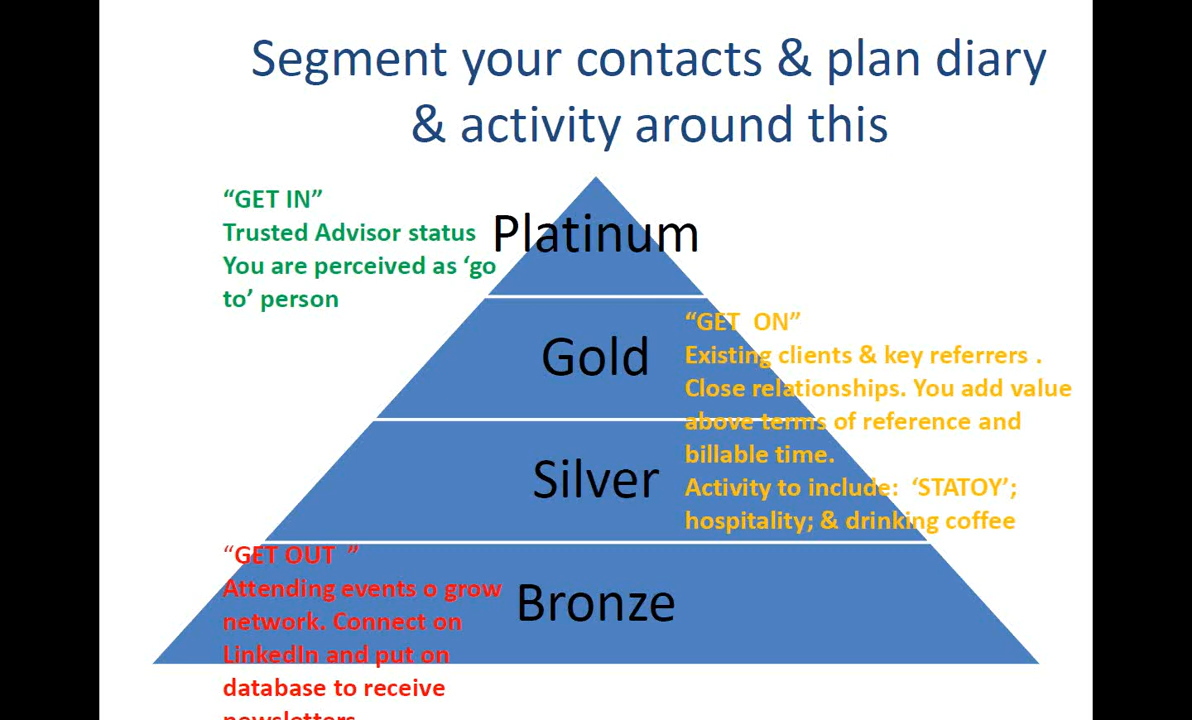 Segment your contacts & plan diary
& activity around this
“GET IN”
Trusted Advisor status
You are perceived as ‘go
to’ person
Platinum
Gold
“GET  ON”
Existing clients & key referrers .
Close relationships. You add value
above terms of reference and
billable time.
Activity to include:  ‘STATOY’;
hospitality; & drinking coffee
Silver
“GET OUT  ”
Attending events o grow
network. Connect on
LinkedIn and put on
database to receive
newsletters
Bronze